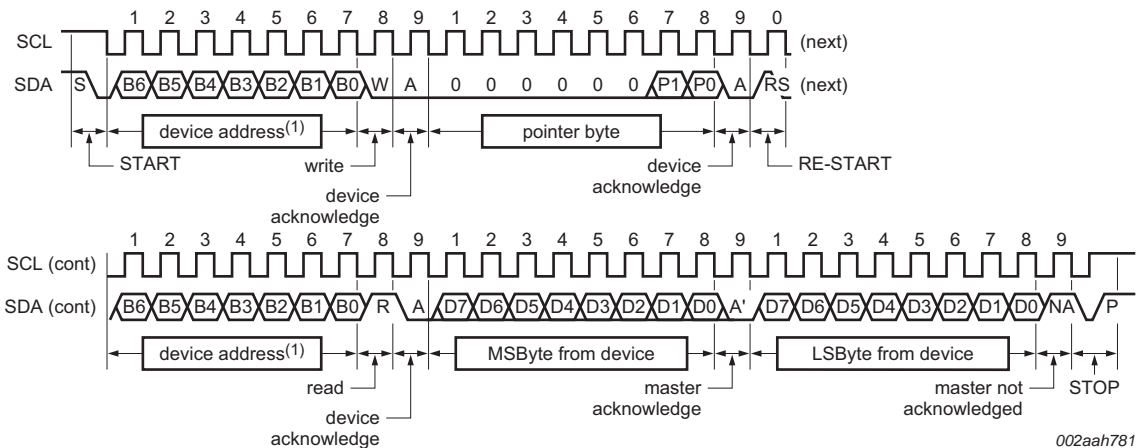 1 2 3 4 5 6 7 8 9 1 2 3 4 5 6 7 8 9 0
SCL (next)
SDA S B6 B5 B4 B3 B2 B1 B0 W A 0 0 0 0 0 0 P1 P0 A RS (next)
device address(1) pointer byte
START write device RE-START
acknowledge
device
acknowledge
1 2 3 4 5 6 7 8 9 1 2 3 4 5 6 7 8 9 1 2 3 4 5 6 7 8 9
SCL (cont)
SDA (cont) B6 B5 B4 B3 B2 B1 B0 R A D7 D6 D5 D4 D3 D2 D1 D0 A' D7 D6 D5 D4 D3 D2 D1 D0 NA P
device address(1) MSByte from device LSByte from device
read master master not STOP
acknowledge acknowledged
device
acknowledge
002aah781